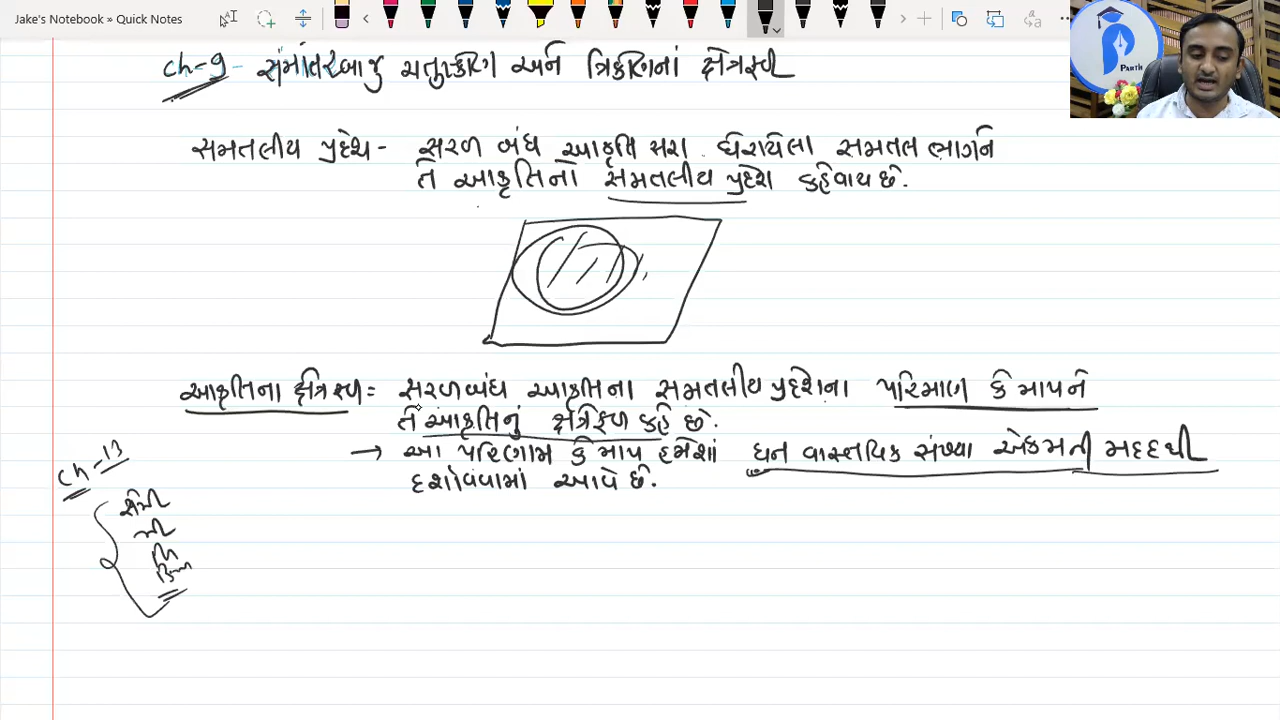 Jake's Notebook » Quick Notes
Parth
Ch-9- સમાંતરબાજુ ચતુષ્કોણ અને ત્રિકોણનાં ક્ષેત્રફળ
સમતલીય પ્રદેશ - સરળ બંધ આકૃતિ ઘેરાયેલા સમતલ ભાગને
તે આકૃતિનો સમતલીય પ્રદેશ કહેવાય છે.
આકૃતિના ક્ષેત્રફળ = સરળબંધ આકૃતિના સમતલીય પ્રદેશના પરિમાણ કે માપને
તે આકૃતિનું ક્ષેત્રફળ કહે છે.
→ આ પરિણામ કે માપ હમેશાં ધન વાસ્તવિક સંખ્યા એકમની મદદથી
દર્શાવવામાં આવે છે.
Ch-13
સેમી
મી